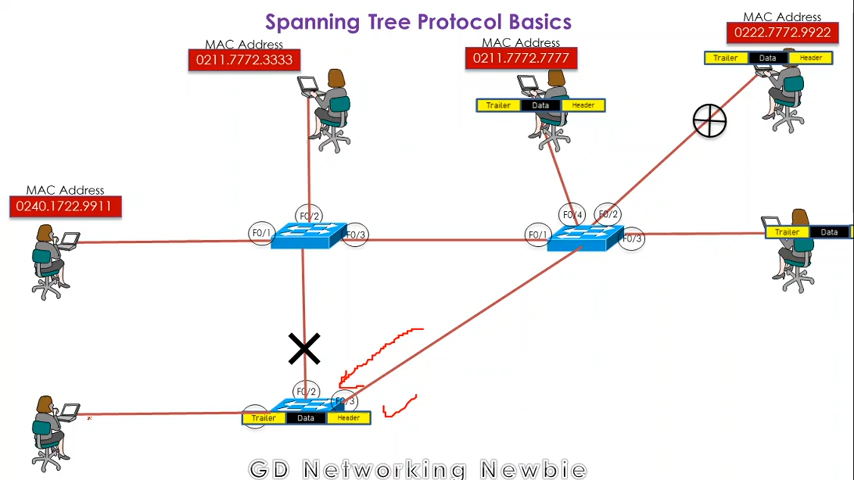 Spanning Tree Protocol Basics
MAC Address
0222.7772.9922
MAC Address
0211.7772.3333
MAC Address
0211.7772.7777
Trailer Data Header
Trailer Data Header
MAC Address
0240.1722.9911
F0/2
F0/4
F0/2
F0/1
F0/3
F0/1
F0/3
Trailer Data
F0/2
F0/3
Trailer Data Header
GD Networking Newbie